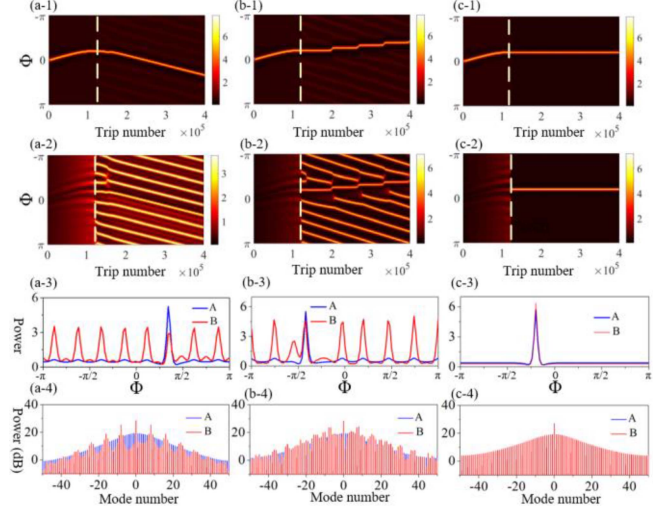 (a-1) (b-1) (c-1)
-π -π -π
6 6 6
Φ 0 0 0
4 4 4
2 2 2
π π π
0 1 2 3 4 0 1 2 3 4 0 1 2 3 4
Trip number ×10⁵ Trip number ×10⁵ Trip number ×10⁵
(a-2) (b-2) (c-2)
-π -π -π
3 6 6
Φ 0 0 0
2 4 4
1 2 2
π π π
0 1 2 3 4 0 1 2 3 4 0 1 2 3 4
Trip number ×10⁵ Trip number ×10⁵ Trip number ×10⁵
(a-3) (b-3) (c-3)
6 6 6
A A A
Power 3 B 3 B 3 B
0 0 0
-π -π/2 0 π/2 π -π -π/2 0 π/2 π -π -π/2 0 π/2 π
Φ Φ Φ
(a-4) (b-4) (c-4)
Power (dB) 40 40 40
A A A
20 B 20 B 20 B
0 0 0
-40 -20 0 20 40 -40 -20 0 20 40 -40 -20 0 20 40
Mode number Mode number Mode number